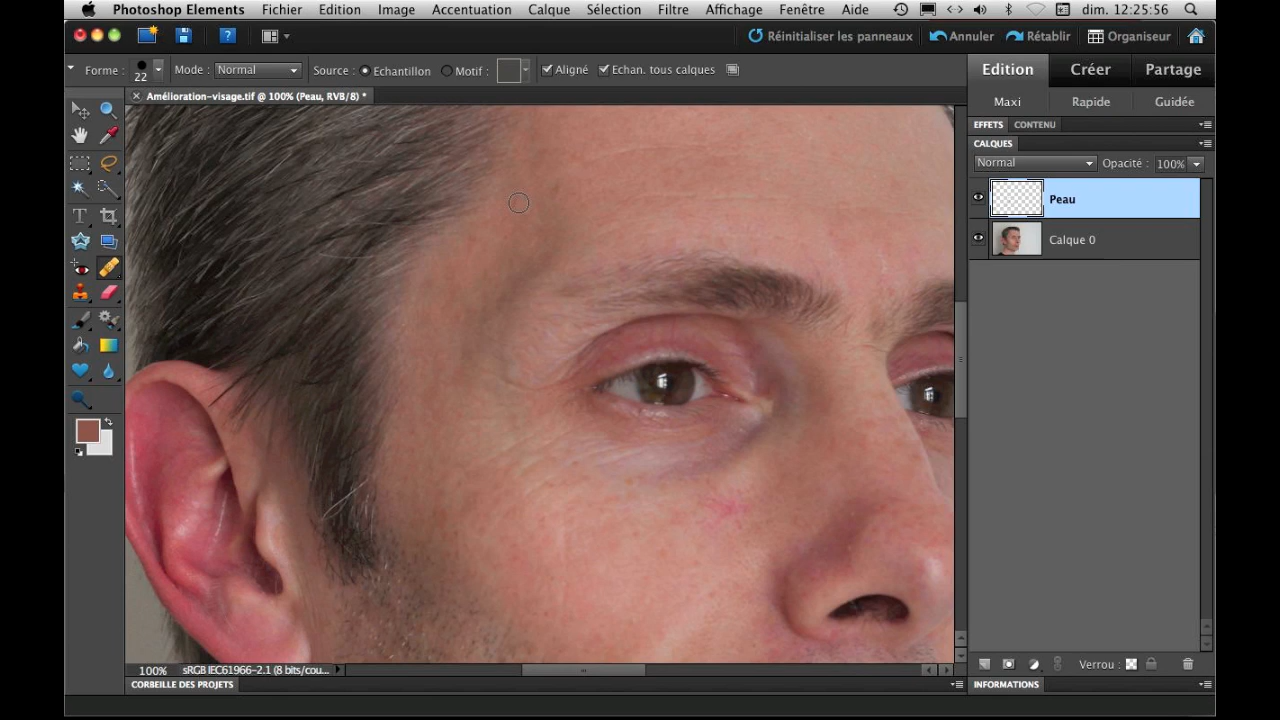 Photoshop Elements Fichier Edition Image Accentuation Calque Sélection Filtre Affichage Fenêtre Aide dim. 12:25:56
Réinitialiser les panneaux Annuler Rétablir Organiseur
Forme : 22 Mode : Normal Source : Echantillon Motif : Aligné Echan. tous calques
Edition Créer Partage
Amélioration-visage.tif @ 100% (Peau, RVB/8) *
Maxi Rapide Guidée
EFFETS CONTENU
CALQUES
Normal Opacité : 100%
Peau
Calque 0
Verrou :
100% sRGB IEC61966-2.1 (8 bits/cou...
CORBEILLE DES PROJETS
INFORMATIONS